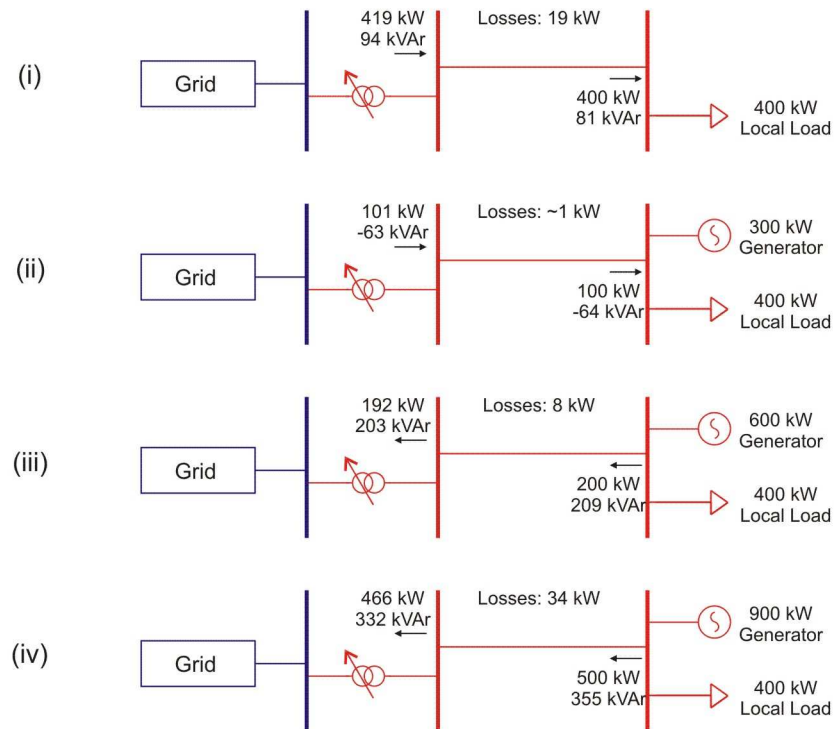 419 kW
94 kVAr
Losses: 19 kW
(i)
Grid
400 kW
81 kVAr
400 kW
Local Load
101 kW
-63 kVAr
Losses: ~1 kW
300 kW
Generator
(ii)
Grid
100 kW
-64 kVAr
400 kW
Local Load
192 kW
203 kVAr
Losses: 8 kW
600 kW
Generator
(iii)
Grid
200 kW
209 kVAr
400 kW
Local Load
466 kW
332 kVAr
Losses: 34 kW
900 kW
Generator
(iv)
Grid
500 kW
355 kVAr
400 kW
Local Load